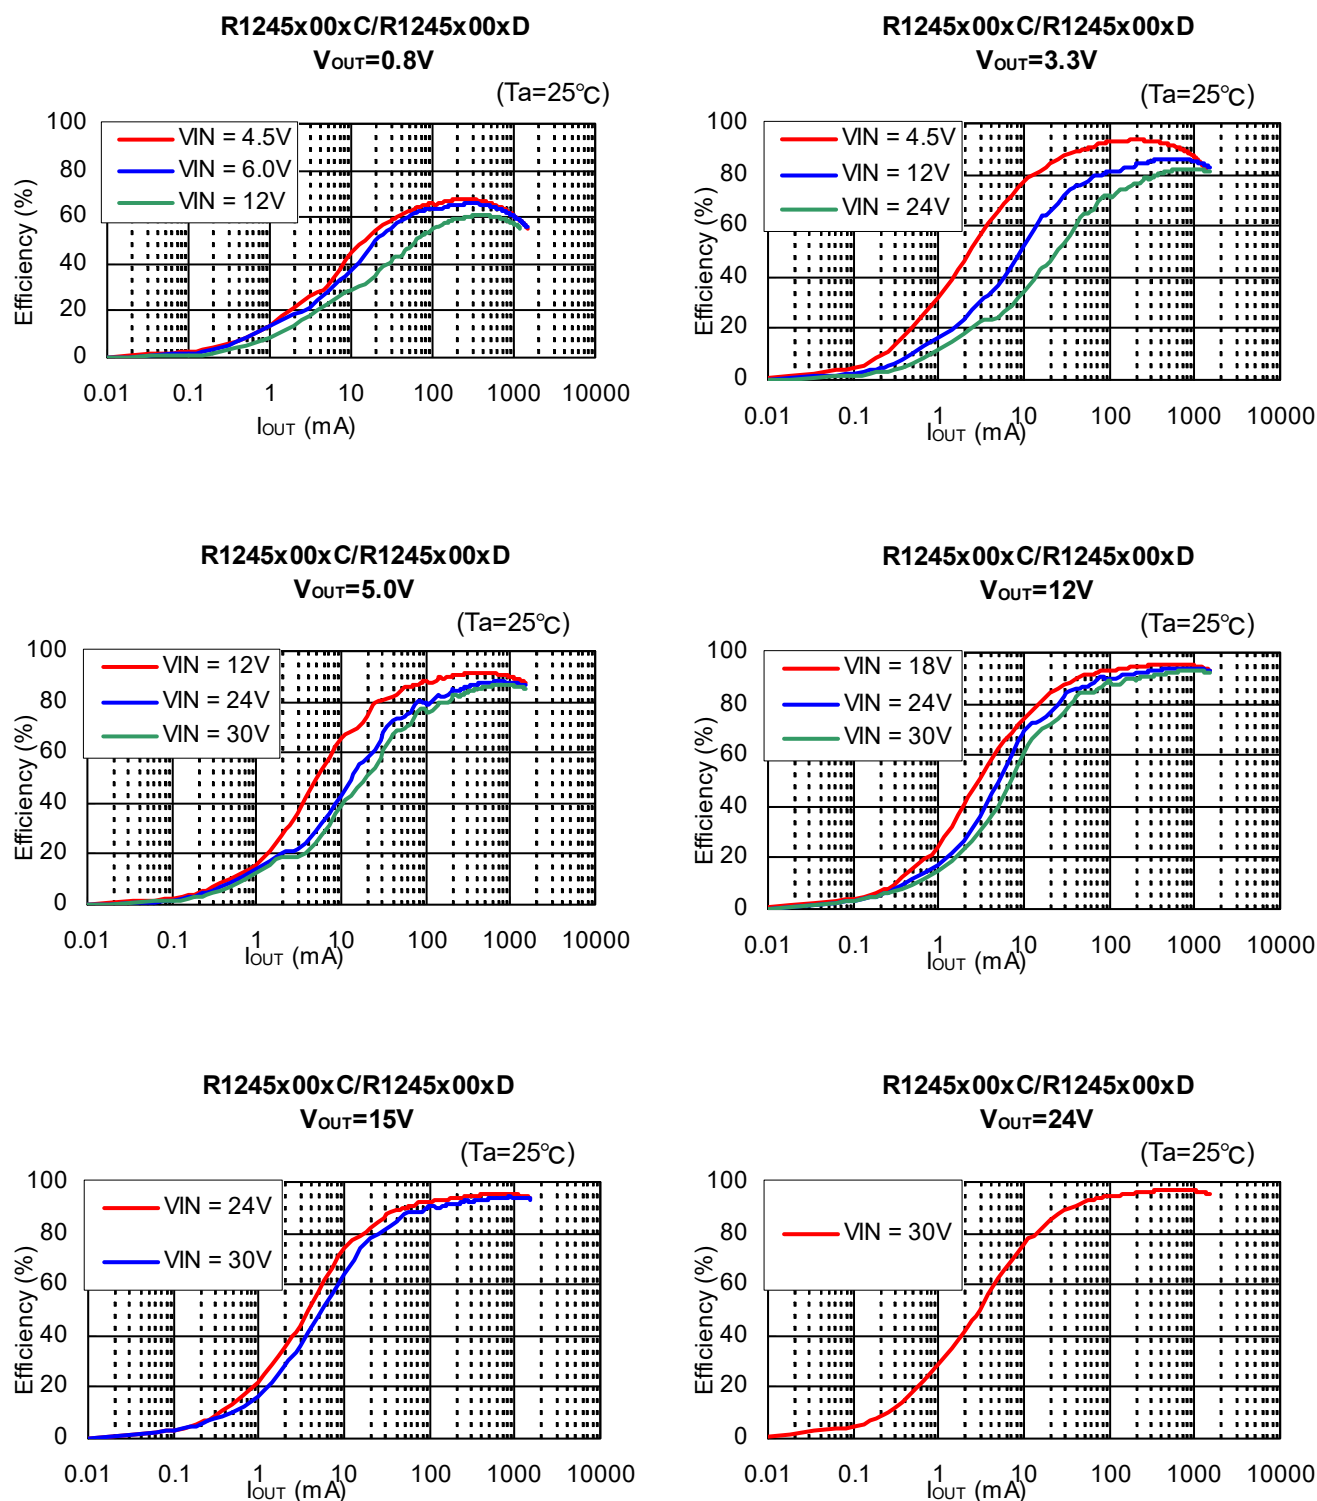 R1245x00xC/R1245x00xD
VOUT=0.8V
(Ta=25℃)
100
80
60
40
20
0
Efficiency (%)
VIN = 4.5V
VIN = 6.0V
VIN = 12V
0.01 0.1 1 10 100 1000 10000
IOUT (mA)
R1245x00xC/R1245x00xD
VOUT=3.3V
(Ta=25℃)
100
80
60
40
20
0
Efficiency (%)
VIN = 4.5V
VIN = 12V
VIN = 24V
0.01 0.1 1 10 100 1000 10000
IOUT (mA)
R1245x00xC/R1245x00xD
VOUT=5.0V
(Ta=25℃)
100
80
60
40
20
0
Efficiency (%)
VIN = 12V
VIN = 24V
VIN = 30V
0.01 0.1 1 10 100 1000 10000
IOUT (mA)
R1245x00xC/R1245x00xD
VOUT=12V
(Ta=25℃)
100
80
60
40
20
0
Efficiency (%)
VIN = 18V
VIN = 24V
VIN = 30V
0.01 0.1 1 10 100 1000 10000
IOUT (mA)
R1245x00xC/R1245x00xD
VOUT=15V
(Ta=25℃)
100
80
60
40
20
0
Efficiency (%)
VIN = 24V
VIN = 30V
0.01 0.1 1 10 100 1000 10000
IOUT (mA)
R1245x00xC/R1245x00xD
VOUT=24V
(Ta=25℃)
100
80
60
40
20
0
Efficiency (%)
VIN = 30V
0.01 0.1 1 10 100 1000 10000
IOUT (mA)